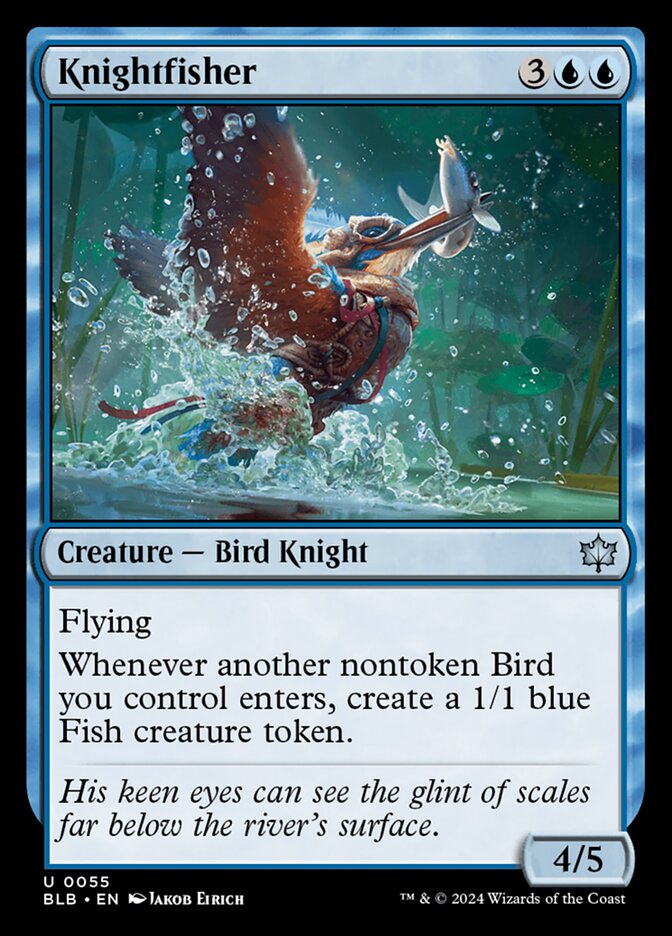 Knightfisher 3
Creature — Bird Knight
Flying
Whenever another nontoken Bird
you control enters, create a 1/1 blue
Fish creature token.
His keen eyes can see the glint of scales
far below the river's surface.
4/5
U 0055
BLB • EN Jakob Eirich
™ & © 2024 Wizards of the Coast